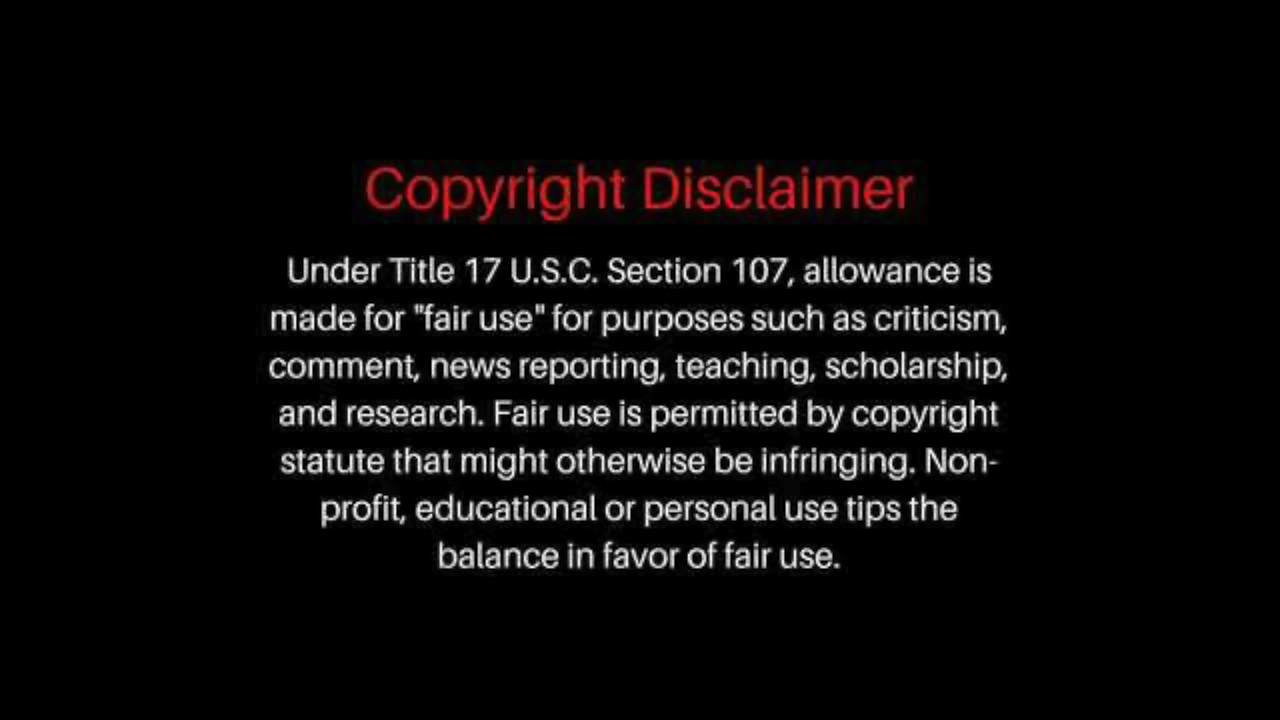 Copyright Disclaimer
Under Title 17 U.S.C. Section 107, allowance is
made for "fair use" for purposes such as criticism,
comment, news reporting, teaching, scholarship,
and research. Fair use is permitted by copyright
statute that might otherwise be infringing. Non-
profit, educational or personal use tips the
balance in favor of fair use.